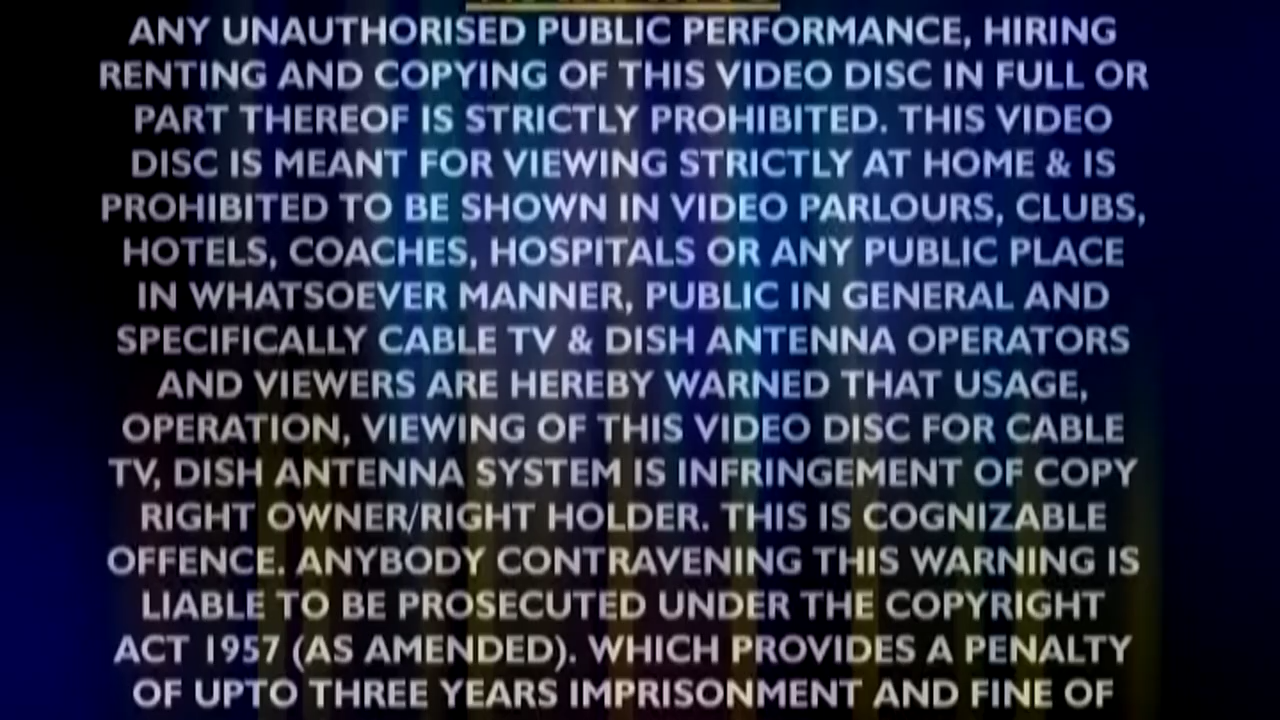 ANY UNAUTHORISED PUBLIC PERFORMANCE, HIRING
RENTING AND COPYING OF THIS VIDEO DISC IN FULL OR
PART THEREOF IS STRICTLY PROHIBITED. THIS VIDEO
DISC IS MEANT FOR VIEWING STRICTLY AT HOME & IS
PROHIBITED TO BE SHOWN IN VIDEO PARLOURS, CLUBS,
HOTELS, COACHES, HOSPITALS OR ANY PUBLIC PLACE
IN WHATSOEVER MANNER, PUBLIC IN GENERAL AND
SPECIFICALLY CABLE TV & DISH ANTENNA OPERATORS
AND VIEWERS ARE HEREBY WARNED THAT USAGE,
OPERATION, VIEWING OF THIS VIDEO DISC FOR CABLE
TV, DISH ANTENNA SYSTEM IS INFRINGEMENT OF COPY
RIGHT OWNER/RIGHT HOLDER. THIS IS COGNIZABLE
OFFENCE. ANYBODY CONTRAVENING THIS WARNING IS
LIABLE TO BE PROSECUTED UNDER THE COPYRIGHT
ACT 1957 (AS AMENDED). WHICH PROVIDES A PENALTY
OF UPTO THREE YEARS IMPRISONMENT AND FINE OF